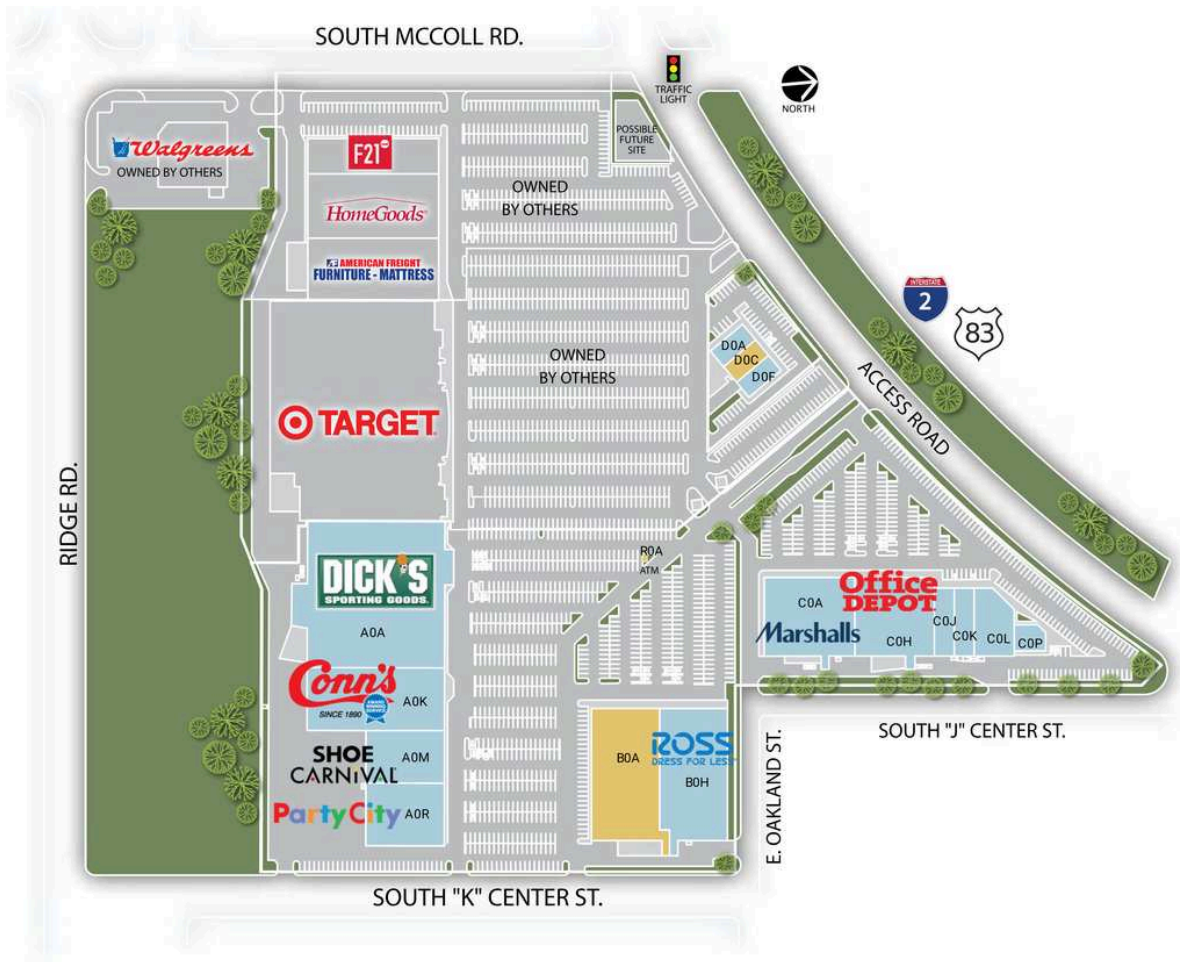 SOUTH MCCOLL RD.
TRAFFIC
LIGHT
NORTH
POSSIBLE
FUTURE
SITE
Walgreens
OWNED BY OTHERS
F21
HomeGoods
AMERICAN FREIGHT
FURNITURE - MATTRESS
OWNED
BY OTHERS
INTERSTATE
2
83
D0A
D0C
D0F
OWNED
BY OTHERS
ACCESS ROAD
TARGET
RIDGE RD.
R0A
ATM
DICK'S
SPORTING GOODS.
A0A
Office
DEPOT
C0A
Marshalls
C0H
C0J
C0K
C0L
C0P
Conn's
SINCE 1890
A0K
SHOE
CARNIVAL
A0M
Party City
A0R
B0A
ROSS
DRESS FOR LESS
B0H
E. OAKLAND ST.
SOUTH "J" CENTER ST.
SOUTH "K" CENTER ST.